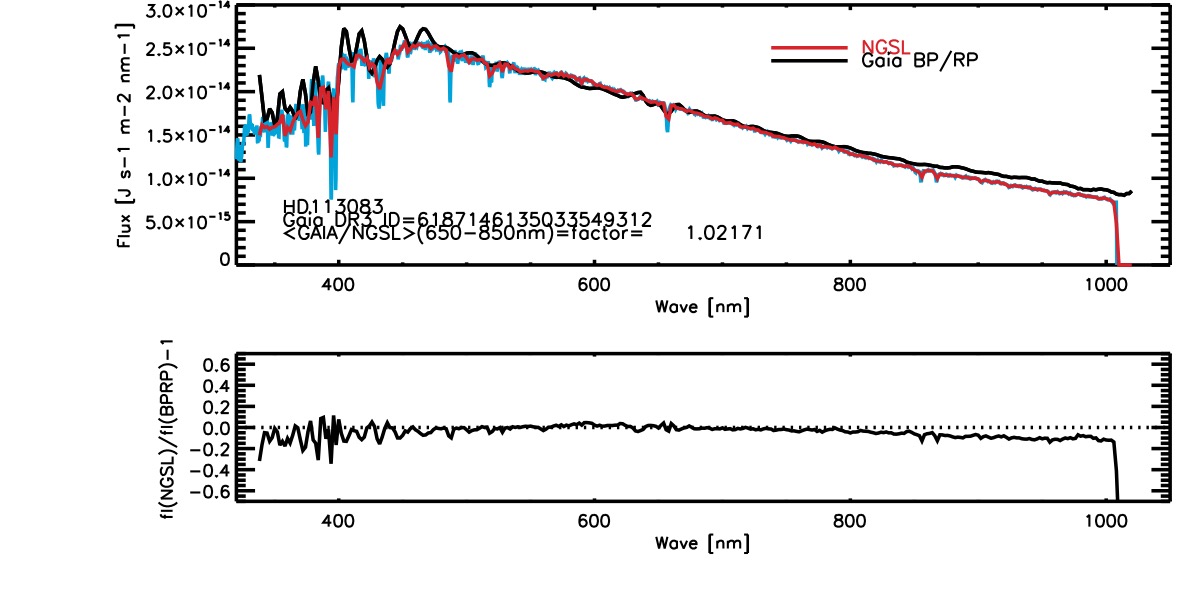 3.0×10−14
2.5×10−14
2.0×10−14
1.5×10−14
1.0×10−14
5.0×10−15
0
Flux [J s−1 m−2 nm−1]
NGSL
Gaia BP/RP
HD113083
Gaia DR3 ID=6187146135033549312
<GAIA/NGSL>(650−850nm)=factor= 1.02171
400 600 800 1000
Wave [nm]
0.6
0.4
0.2
0.0
−0.2
−0.4
−0.6
fl(NGSL)/fl(BPRP)−1
400 600 800 1000
Wave [nm]